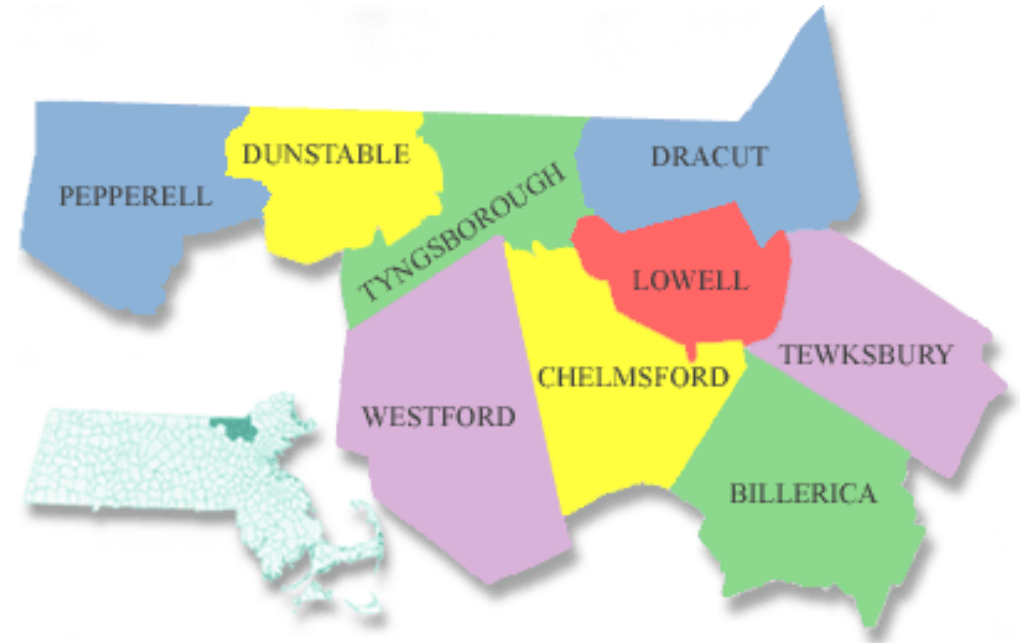 DUNSTABLE
DRACUT
PEPPERELL
TYNGSBOROUGH
LOWELL
TEWKSBURY
CHELMSFORD
WESTFORD
BILLERICA